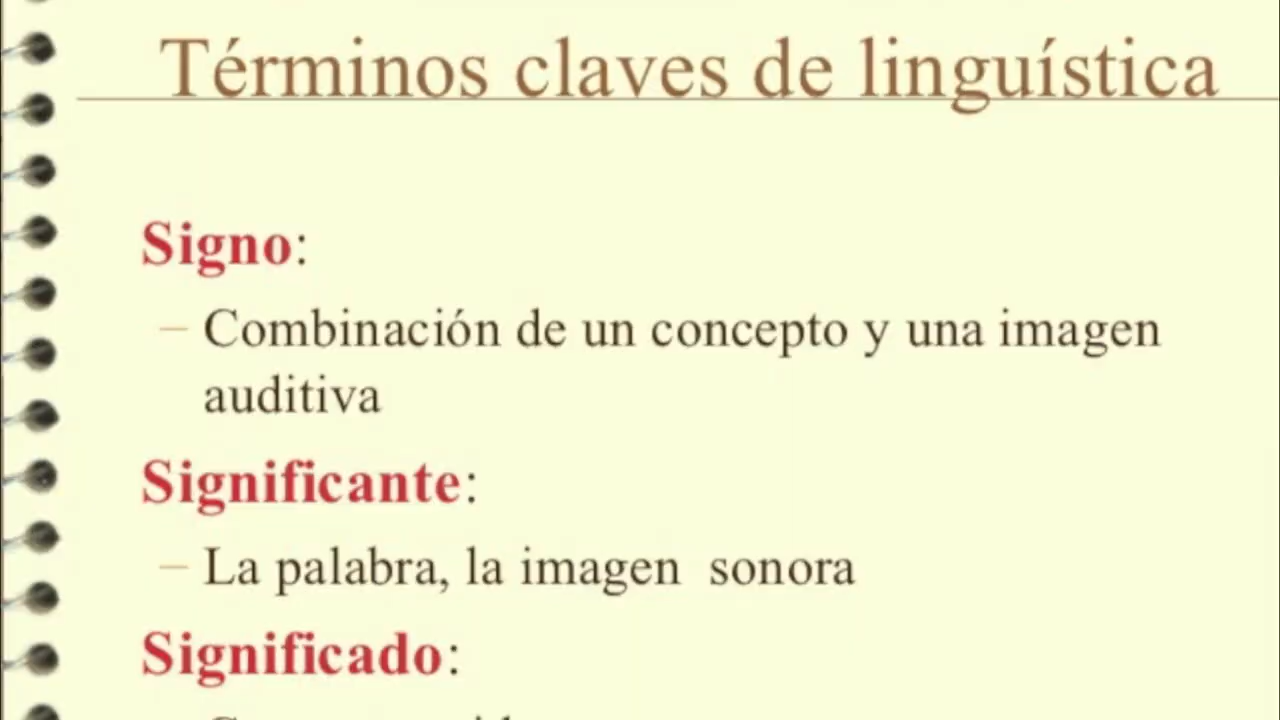 Términos claves de linguística
Signo:
– Combinación de un concepto y una imagen
auditiva
Significante:
– La palabra, la imagen sonora
Significado: